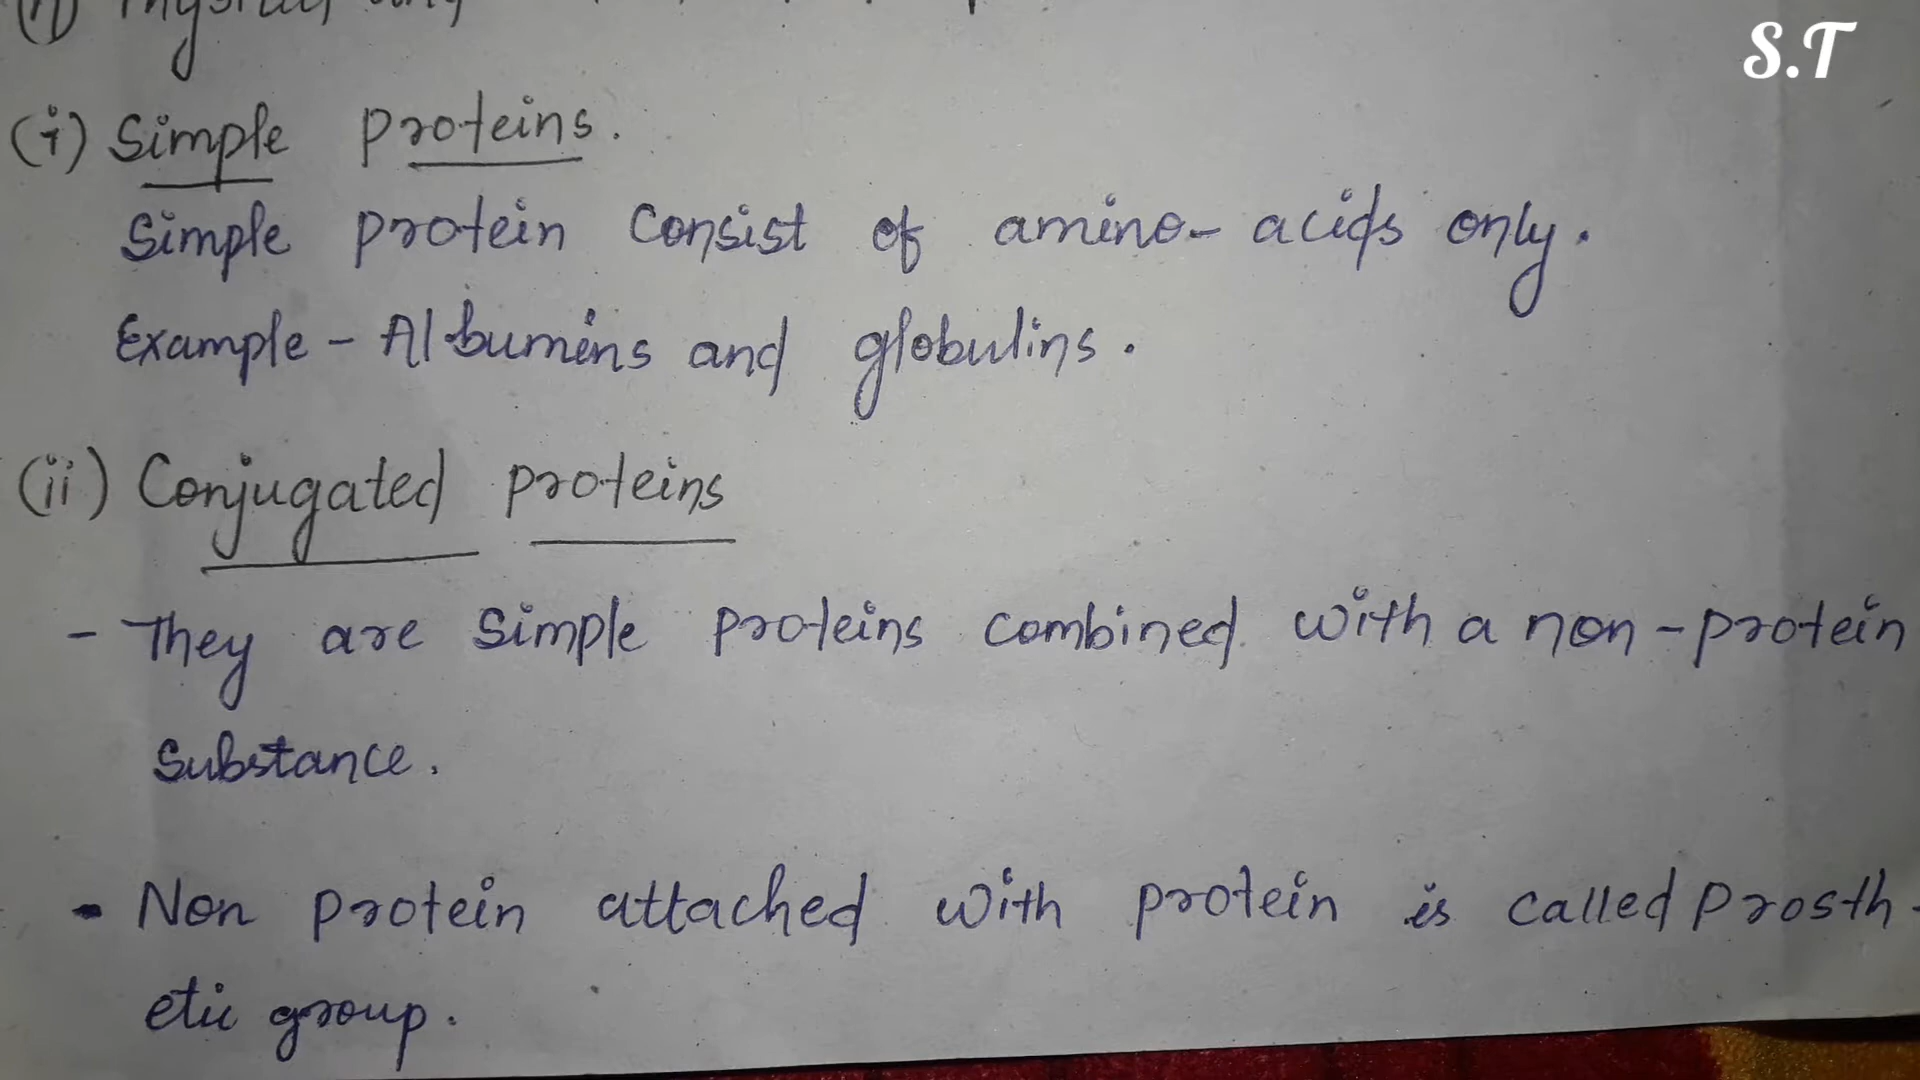 S.T
(i) Simple proteins.
Simple protein consist of amino-acids only.
Example - Albumins and globulins.
(ii) Conjugated proteins
- They are simple proteins combined with a non-protein
substance.
- Non protein attached with protein is called prosth-
etic group.